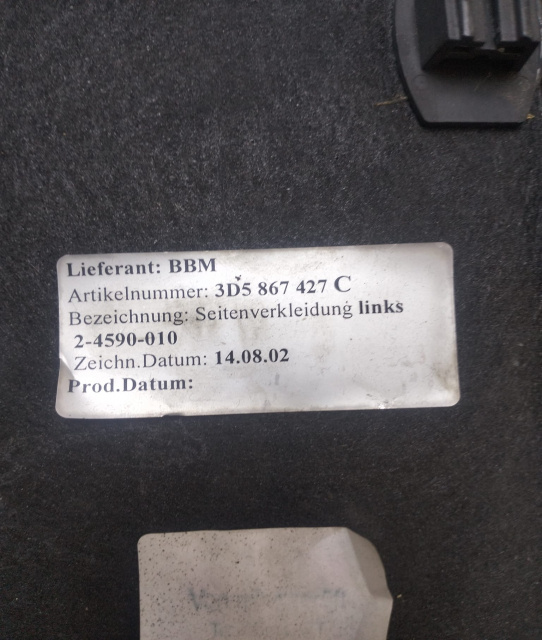 Lieferant: BBM
Artikelnummer: 3D5 867 427 C
Bezeichnung: Seitenverkleidung links
2-4590-010
Zeichn.Datum: 14.08.02
Prod.Datum: